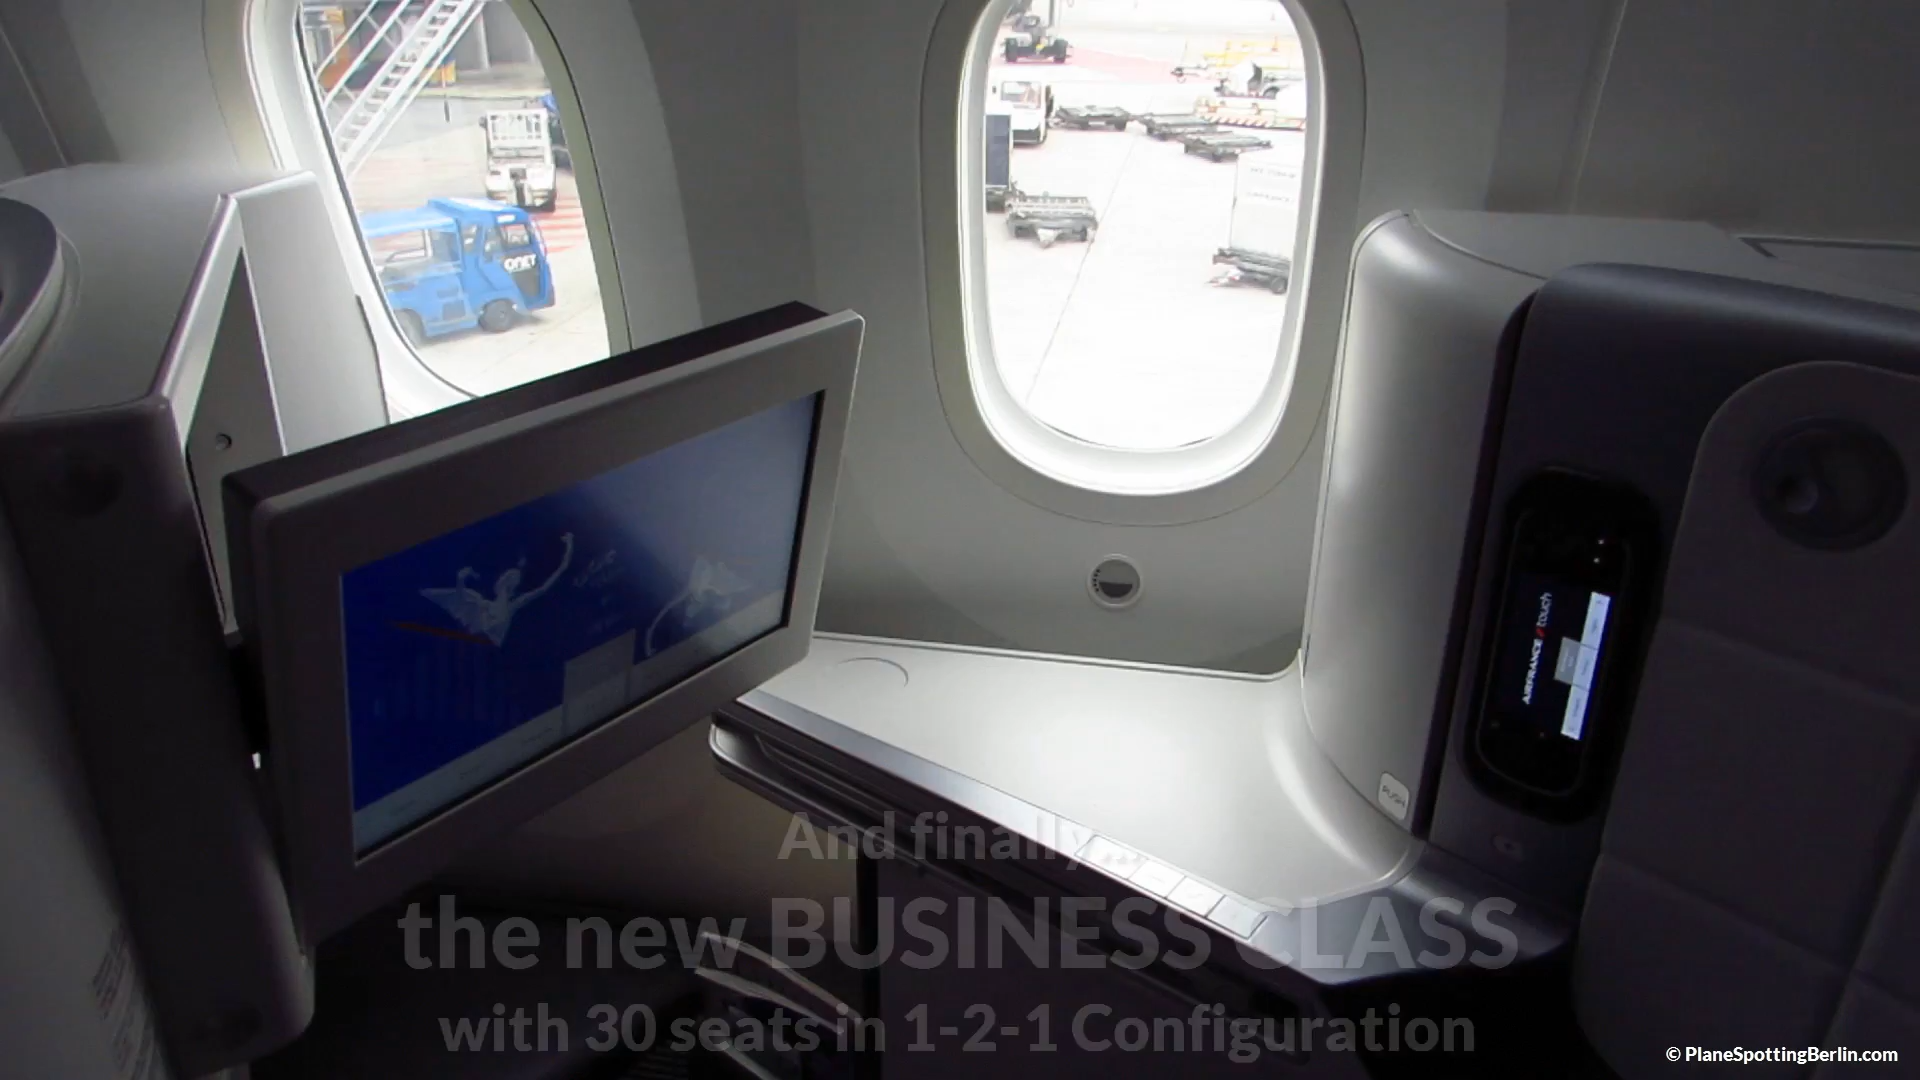 ONET
AIRFRANCE touch
PUSH
And finally...
the new BUSINESS CLASS
with 30 seats in 1-2-1 Configuration
© PlaneSpottingBerlin.com